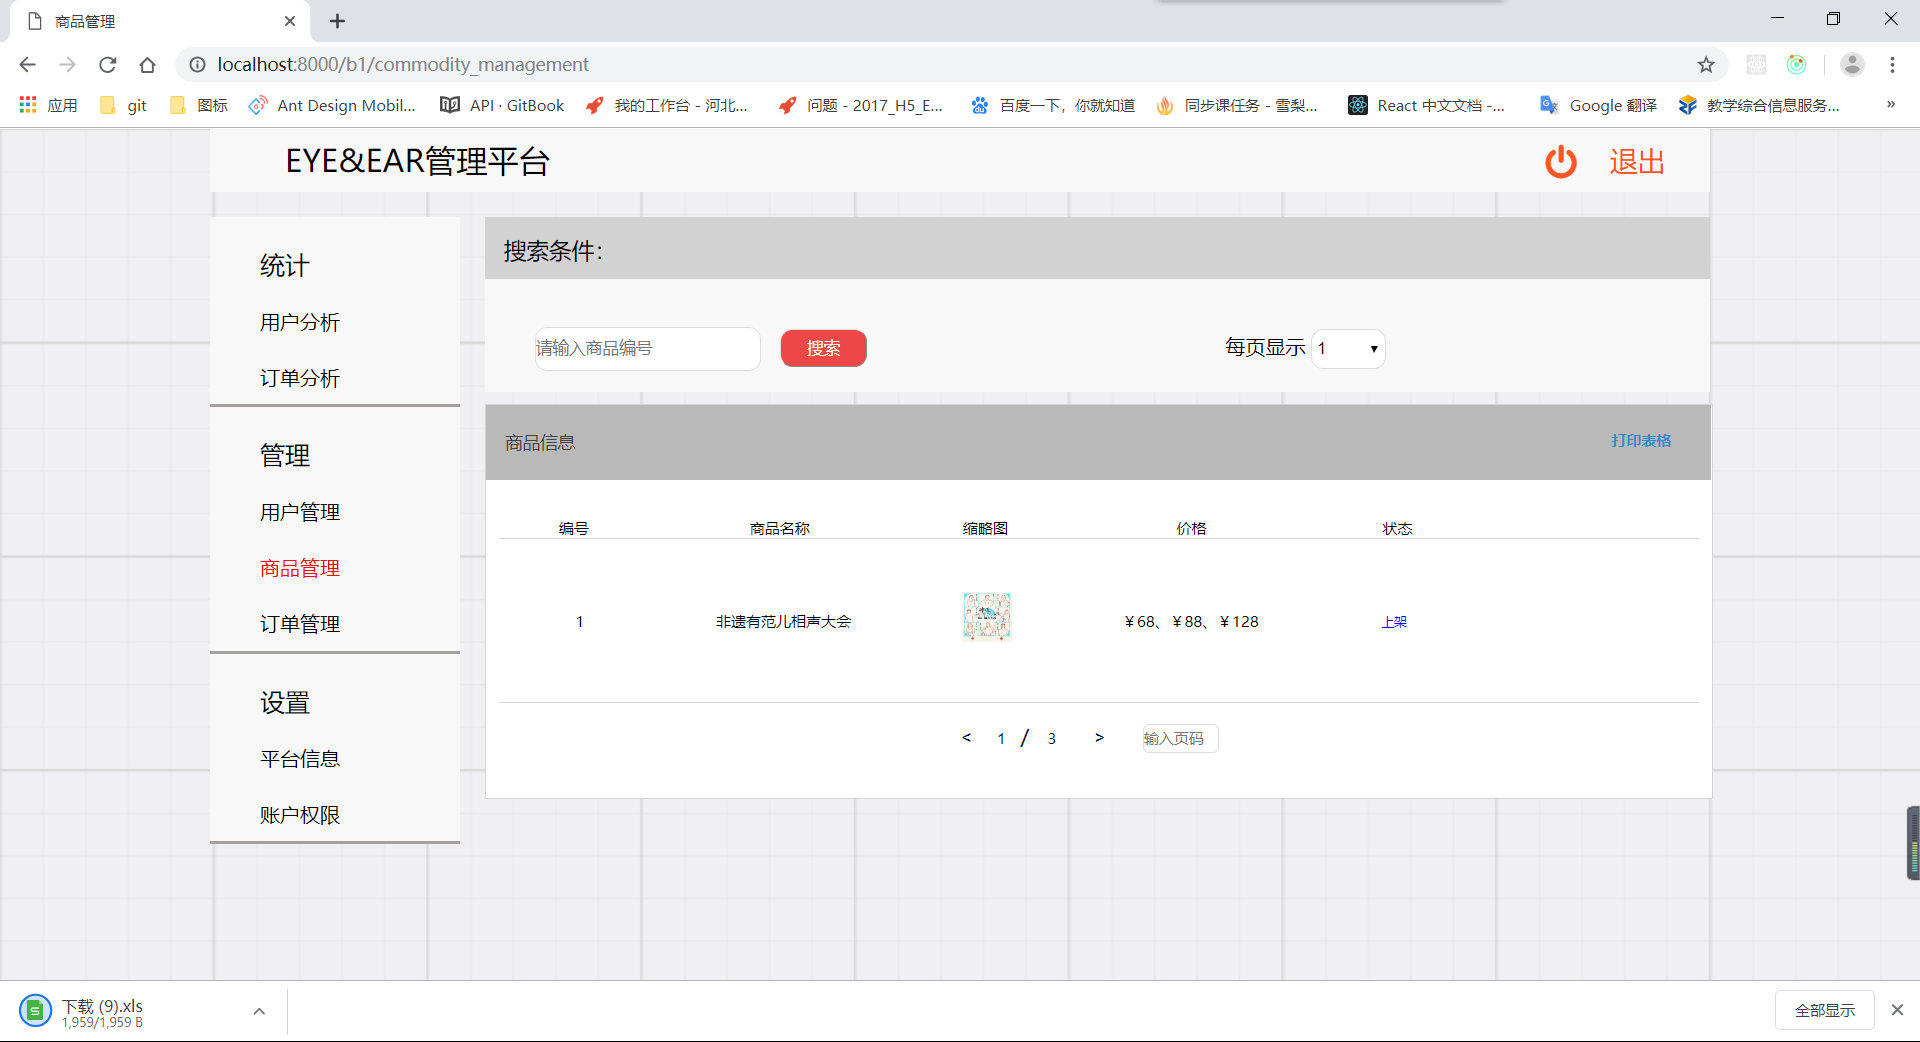 商品管理
localhost:8000/b1/commodity_management
应用 git 图标 Ant Design Mobil... API · GitBook 我的工作台 - 河北... 问题 - 2017_H5_E... 百度一下，你就知道 同步课任务 - 雪梨... React 中文文档 -... Google 翻译 教学综合信息服务... »
EYE&EAR管理平台 退出
统计
用户分析
订单分析
管理
用户管理
商品管理
订单管理
设置
平台信息
账户权限
搜索条件：
请输入商品编号 搜索 每页显示 1
商品信息 打印表格
编号 商品名称 缩略图 价格 状态
1 非遗有范儿相声大会 ￥68、￥88、￥128 上架
< 1 / 3 > 输入页码
下载 (9).xls
1,959/1,959 B
全部显示